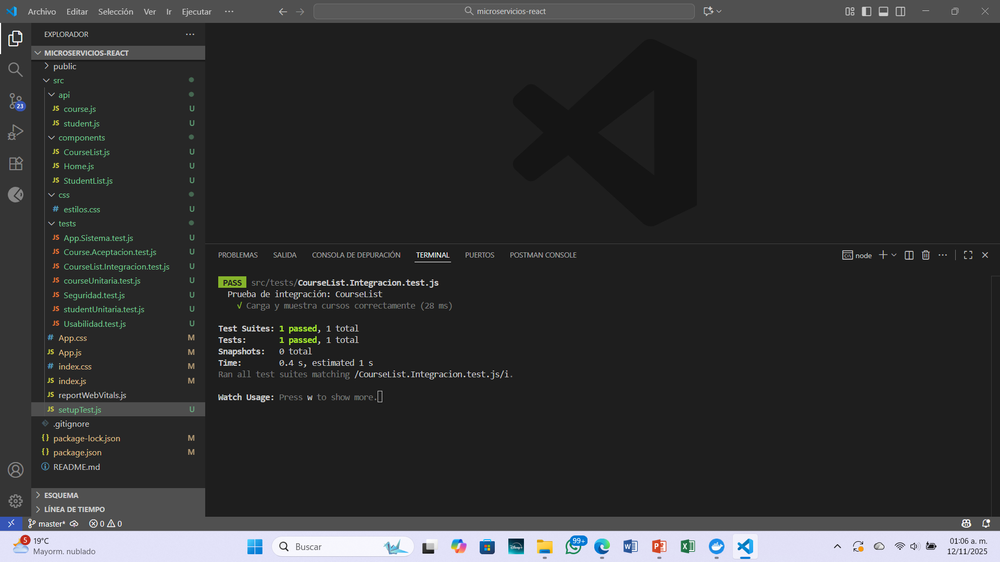 Archivo Editar Selección Ver Ir Ejecutar ···
microservicios-react
EXPLORADOR
MICROSERVICIOS-REACT
public
src
api
JS course.js U
JS student.js U
components
JS CourseList.js U
JS Home.js U
JS StudentList.js U
css
# estilos.css U
tests
JS App.Sistema.test.js U
JS Course.Aceptacion.test.js U
JS CourseList.Integracion.test.js U
JS courseUnitaria.test.js U
JS Seguridad.test.js U
JS studentUnitaria.test.js U
JS Usabilidad.test.js U
# App.css M
JS App.js M
# index.css M
JS index.js M
JS reportWebVitals.js
JS setupTest.js U
.gitignore
{} package-lock.json M
{} package.json M
README.md
ESQUEMA
LÍNEA DE TIEMPO
23
PROBLEMAS SALIDA CONSOLA DE DEPURACIÓN TERMINAL PUERTOS POSTMAN CONSOLE
node
PASS src/tests/CourseList.Integracion.test.js
Prueba de integración: CourseList
√ Carga y muestra cursos correctamente (28 ms)
Test Suites: 1 passed, 1 total
Tests: 1 passed, 1 total
Snapshots: 0 total
Time: 0.4 s, estimated 1 s
Ran all test suites matching /CourseList.Integracion.test.js/i.
Watch Usage: Press w to show more.
master* 0 0
5
19°C
Mayorm. nublado
Buscar
Disney+
99+
01:06 a. m.
12/11/2025